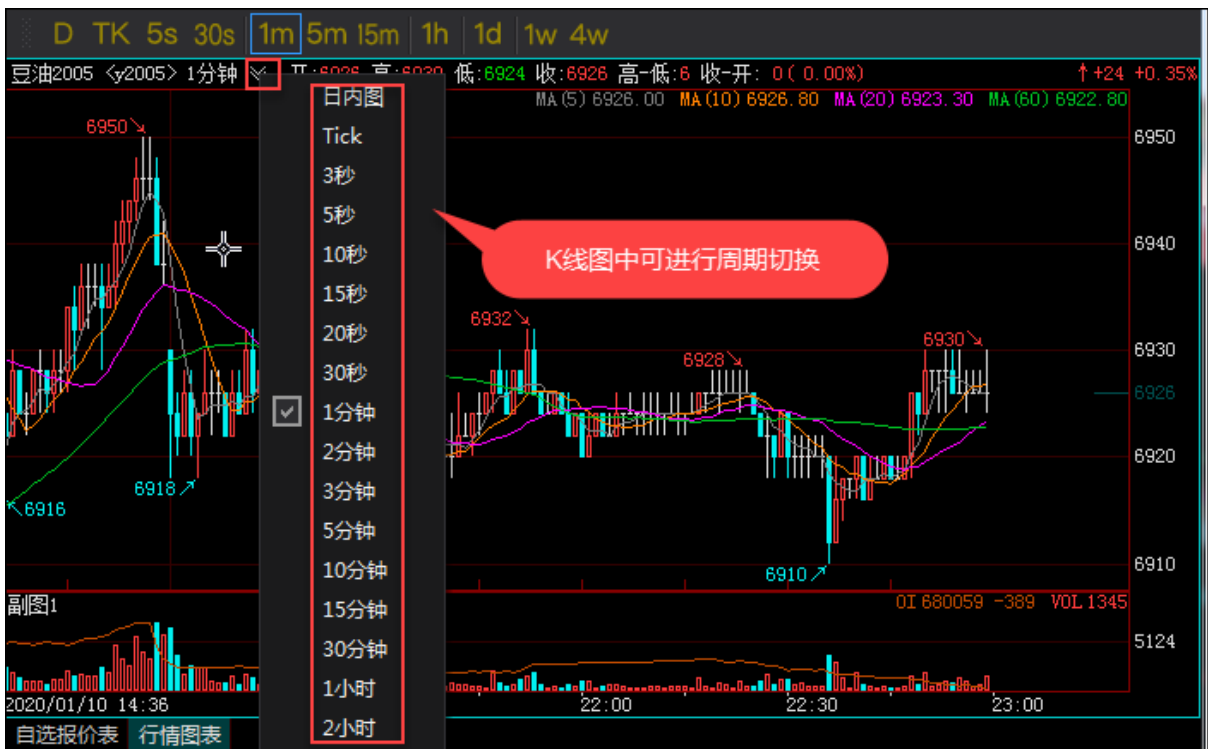 D TK 5s 30s 1m 5m 15m 1h 1d 1w 4w
豆油2005 <y2005> 1分钟 开:6926 高:6930 低:6924 收:6926 高-低:6 收-开: 0( 0.00%) ↑+24 +0.35%
MA(5) 6926.00 MA(10) 6926.80 MA(20) 6923.30 MA(60) 6922.80
日内图
Tick
3秒
5秒
10秒
15秒
20秒
30秒
1分钟
2分钟
3分钟
5分钟
10分钟
15分钟
30分钟
1小时
2小时
K线图中可进行周期切换
6950
6932
6928
6930
6918
6916
6910
6950
6940
6930
6926
6920
6910
副图1
OI 680059 -389 VOL 1345
5124
2020/01/10 14:36
22:00
22:30
23:00
自选报价表 行情图表